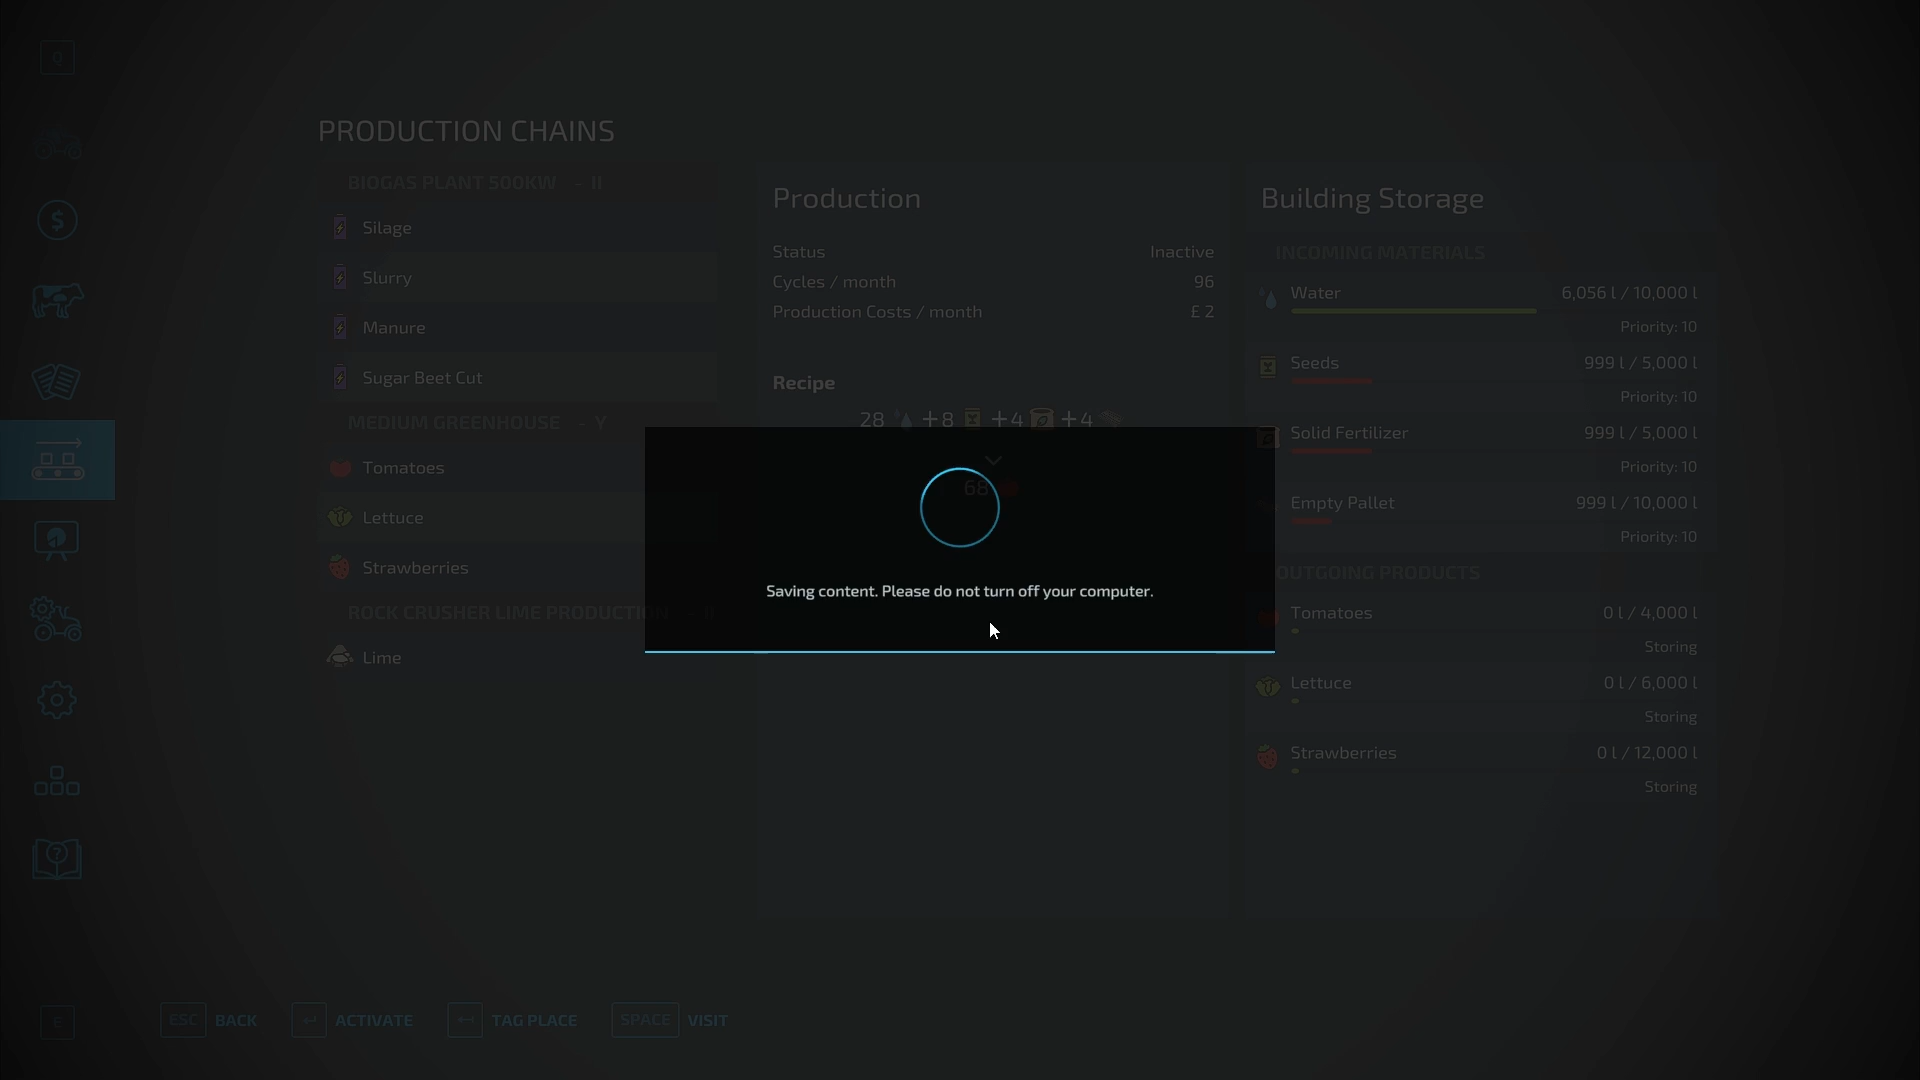 Q
PRODUCTION CHAINS
BIOGAS PLANT 500KW - II
Silage
Slurry
Manure
Sugar Beet Cut
MEDIUM GREENHOUSE - Y
Tomatoes
Lettuce
Strawberries
ROCK CRUSHER LIME PRODUCTION - II
Lime
Production
Status Inactive
Cycles / month 96
Production Costs / month £ 2
Recipe
28 +8 +4 +4
68
Saving content. Please do not turn off your computer.
Building Storage
INCOMING MATERIALS
Water 6,056 l / 10,000 l
Priority: 10
Seeds 999 l / 5,000 l
Priority: 10
Solid Fertilizer 999 l / 5,000 l
Priority: 10
Empty Pallet 999 l / 10,000 l
Priority: 10
OUTGOING PRODUCTS
Tomatoes 0 l / 4,000 l
Storing
Lettuce 0 l / 6,000 l
Storing
Strawberries 0 l / 12,000 l
Storing
E
ESC BACK ACTIVATE TAG PLACE SPACE VISIT